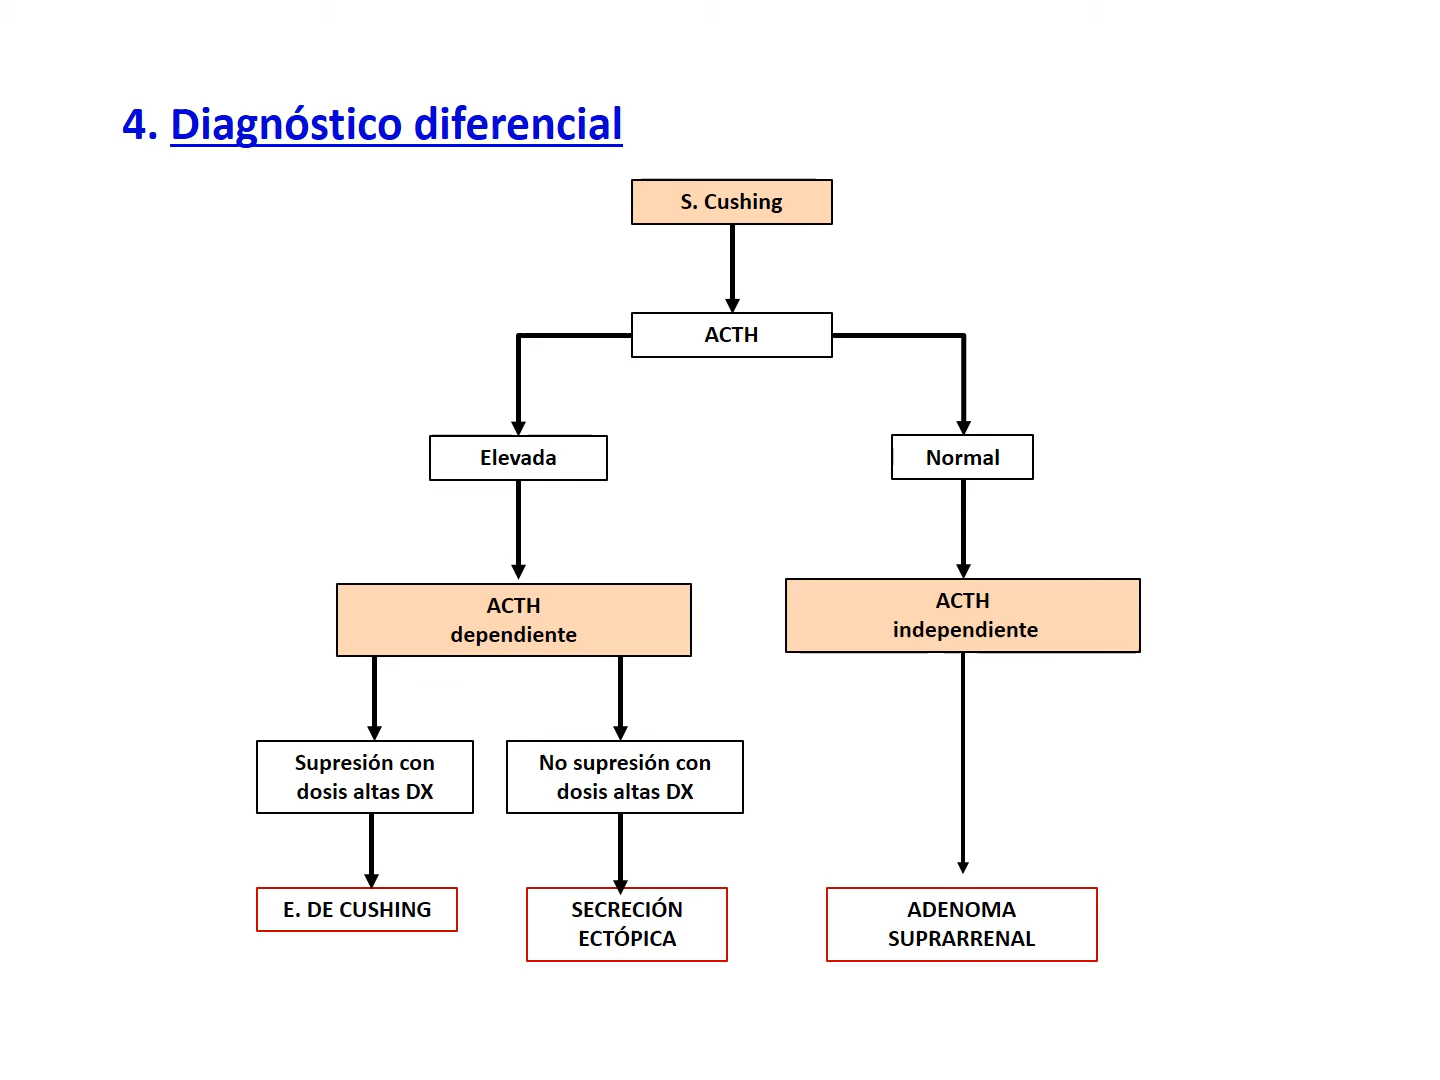 4. Diagnóstico diferencial
S. Cushing
ACTH
Elevada
Normal
ACTH
dependiente
ACTH
independiente
Supresión con
dosis altas DX
No supresión con
dosis altas DX
E. DE CUSHING
SECRECIÓN
ECTÓPICA
ADENOMA
SUPRARRENAL